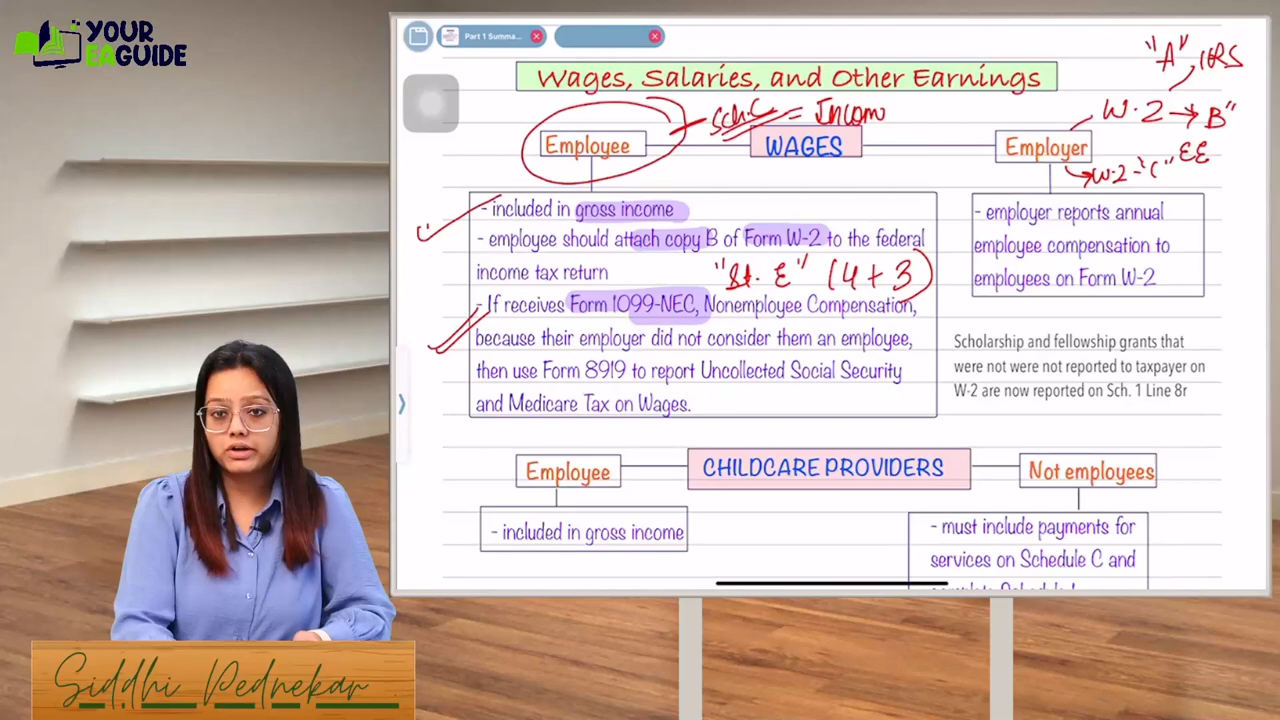 YOUR
EAGUIDE
Part 1 Summa...
Wages, Salaries, and Other Earnings
"A", IRS
W-2 → B"
EE
W-2 - "C"
Sch.C = Incom
Employee
WAGES
Employer
- included in gross income
- employee should attach copy B of Form W-2 to the federal
income tax return
"St. E" (4 + 3)
- If receives Form 1099-NEC, Nonemployee Compensation,
because their employer did not consider them an employee,
then use Form 8919 to report Uncollected Social Security
and Medicare Tax on Wages.
- employer reports annual
employee compensation to
employees on Form W-2
Scholarship and fellowship grants that
were not were not reported to taxpayer on
W-2 are now reported on Sch. 1 Line 8r
Employee
CHILDCARE PROVIDERS
Not employees
- included in gross income
- must include payments for
services on Schedule C and
Siddhi Pednekar